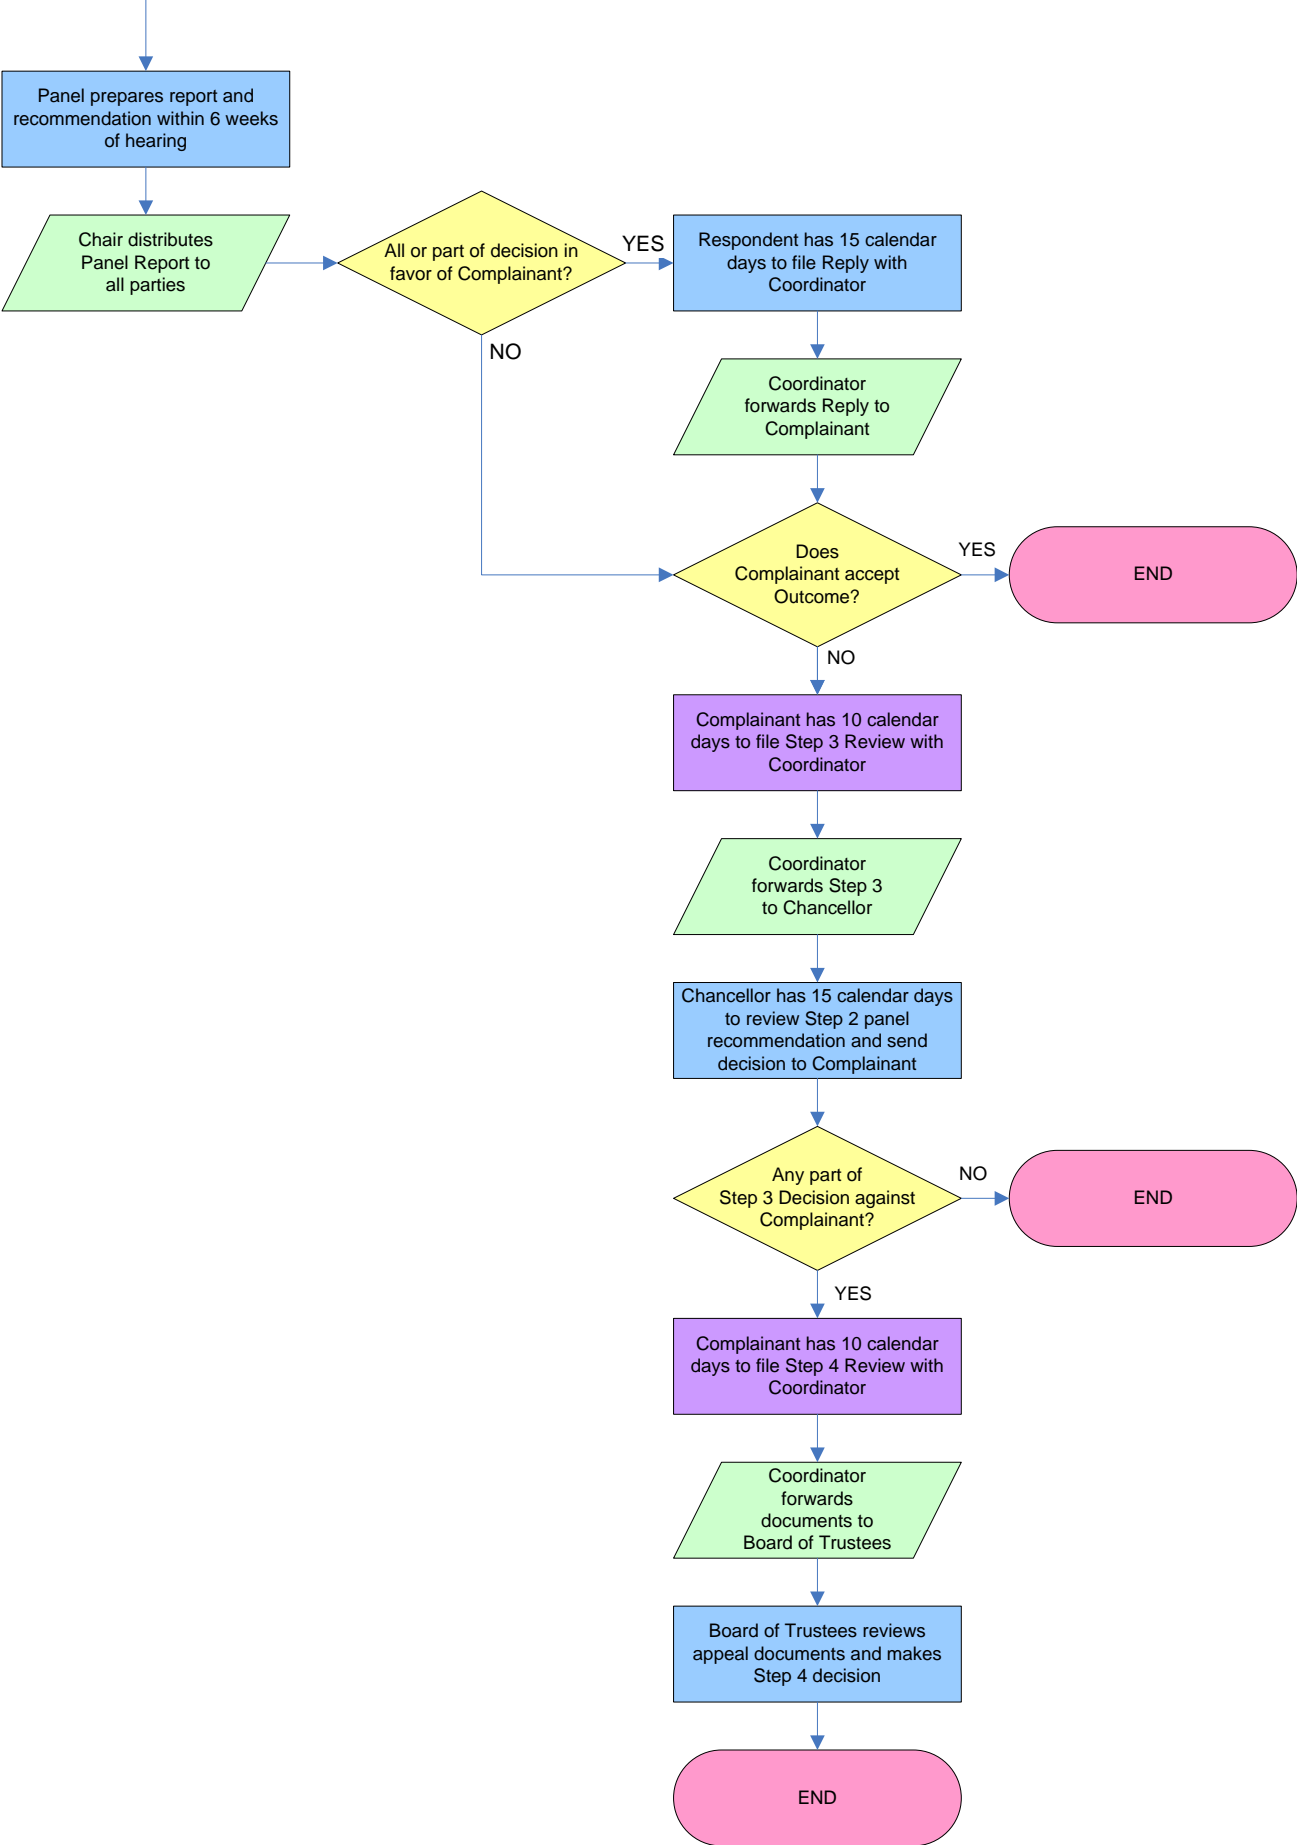 Panel prepares report and
recommendation within 6 weeks
of hearing
Chair distributes
Panel Report to
all parties
All or part of decision in
favor of Complainant?
YES
Respondent has 15 calendar
days to file Reply with
Coordinator
NO
Coordinator
forwards Reply to
Complainant
Does
Complainant accept
Outcome?
YES
END
NO
Complainant has 10 calendar
days to file Step 3 Review with
Coordinator
Coordinator
forwards Step 3
to Chancellor
Chancellor has 15 calendar days
to review Step 2 panel
recommendation and send
decision to Complainant
Any part of
Step 3 Decision against
Complainant?
NO
END
YES
Complainant has 10 calendar
days to file Step 4 Review with
Coordinator
Coordinator
forwards
documents to
Board of Trustees
Board of Trustees reviews
appeal documents and makes
Step 4 decision
END